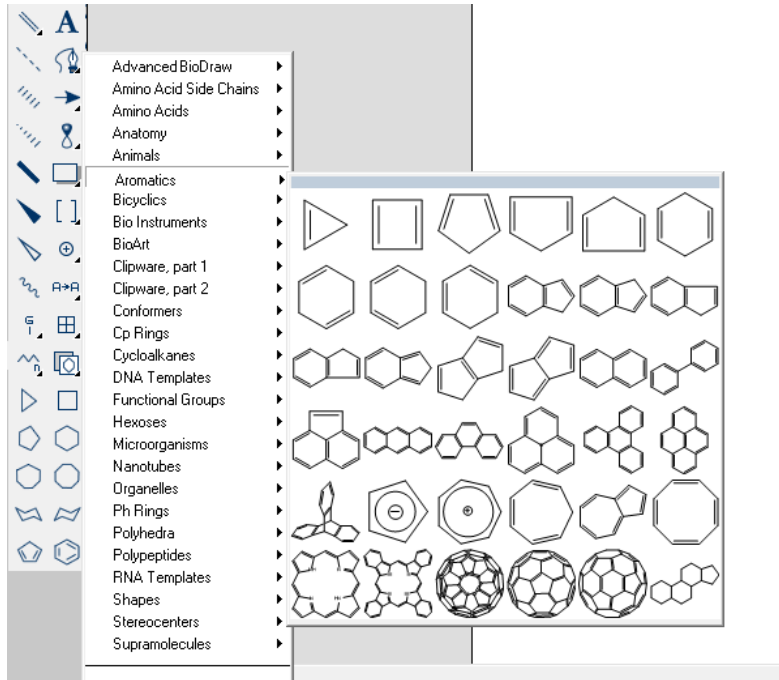 A
Advanced BioDraw
Amino Acid Side Chains
Amino Acids
Anatomy
Animals
Aromatics
Bicyclics
Bio Instruments
BioArt
Clipware, part 1
Clipware, part 2
Conformers
Cp Rings
Cycloalkanes
DNA Templates
Functional Groups
Hexoses
Microorganisms
Nanotubes
Organelles
Ph Rings
Polyhedra
Polypeptides
RNA Templates
Shapes
Stereocenters
Supramolecules